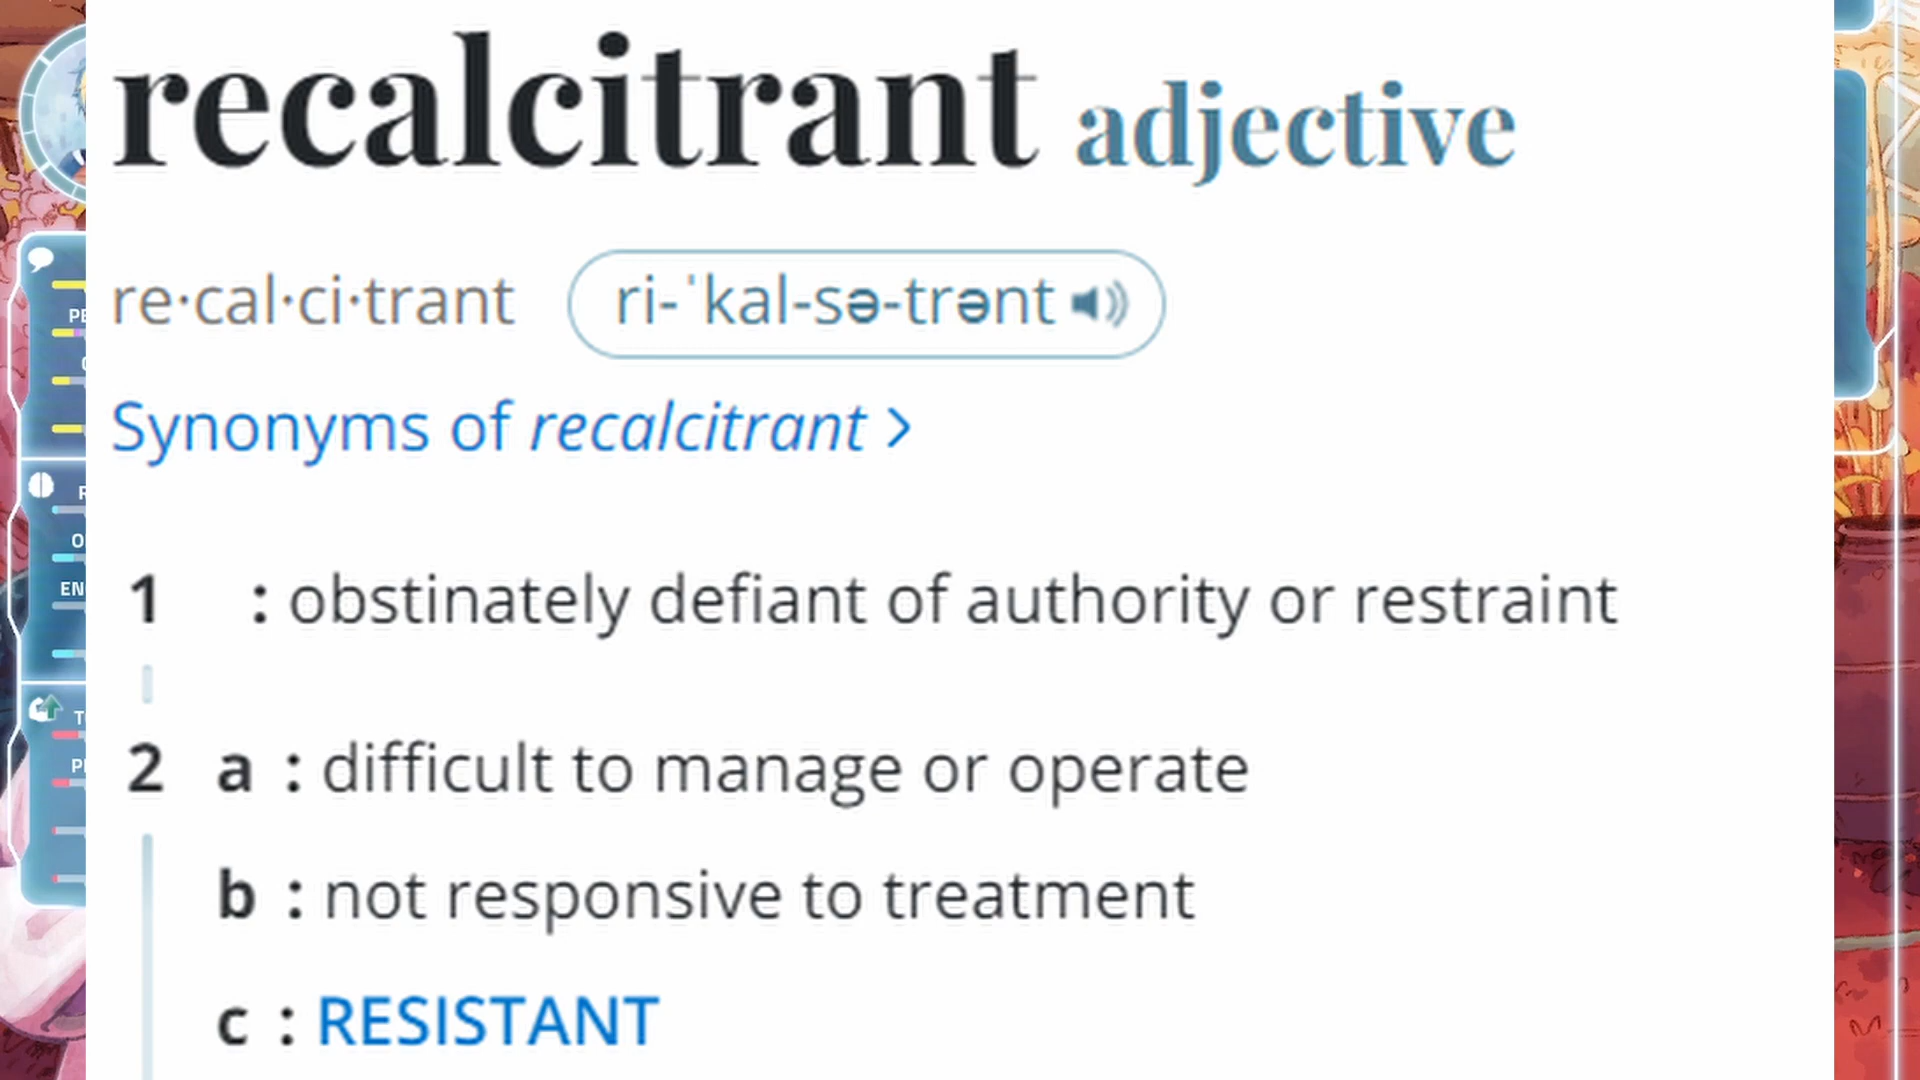 recalcitrant adjective
re·cal·ci·trant ri-ˈkal-sə-trənt
Synonyms of recalcitrant >
1 : obstinately defiant of authority or restraint
2 a : difficult to manage or operate
b : not responsive to treatment
c : RESISTANT